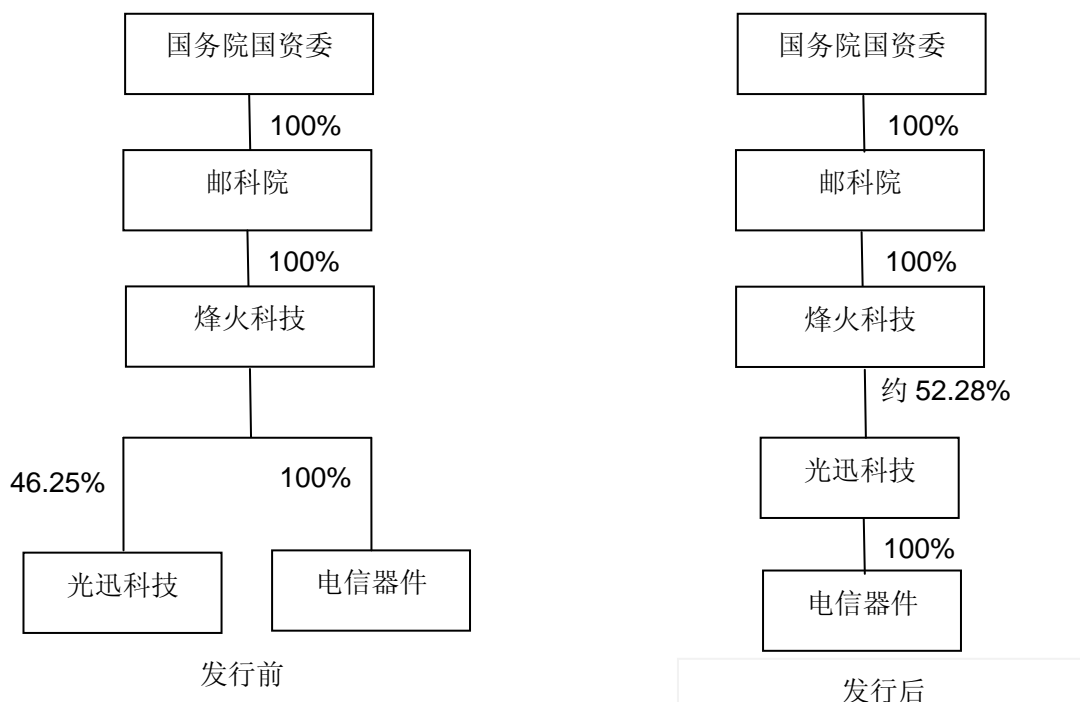 国务院国资委
100%
邮科院
100%
烽火科技
46.25%
100%
光迅科技
电信器件
发行前
国务院国资委
100%
邮科院
100%
烽火科技
约 52.28%
光迅科技
100%
电信器件
发行后